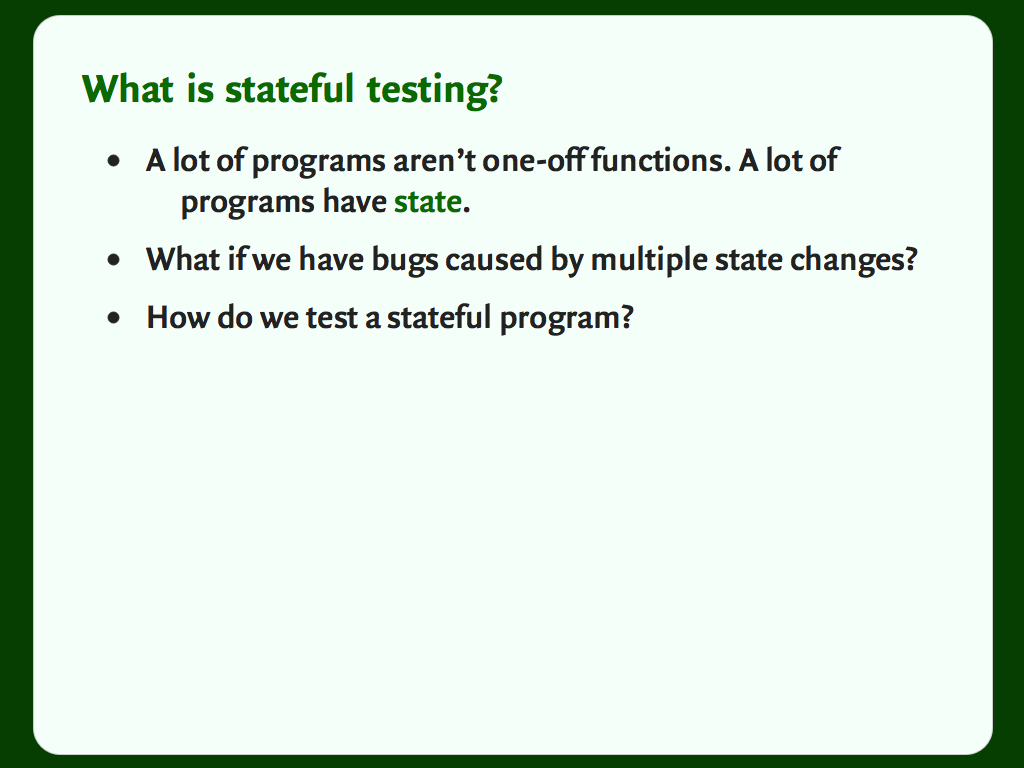 What is stateful testing?
• A lot of programs aren’t one-off functions. A lot of
programs have state.
• What if we have bugs caused by multiple state changes?
• How do we test a stateful program?